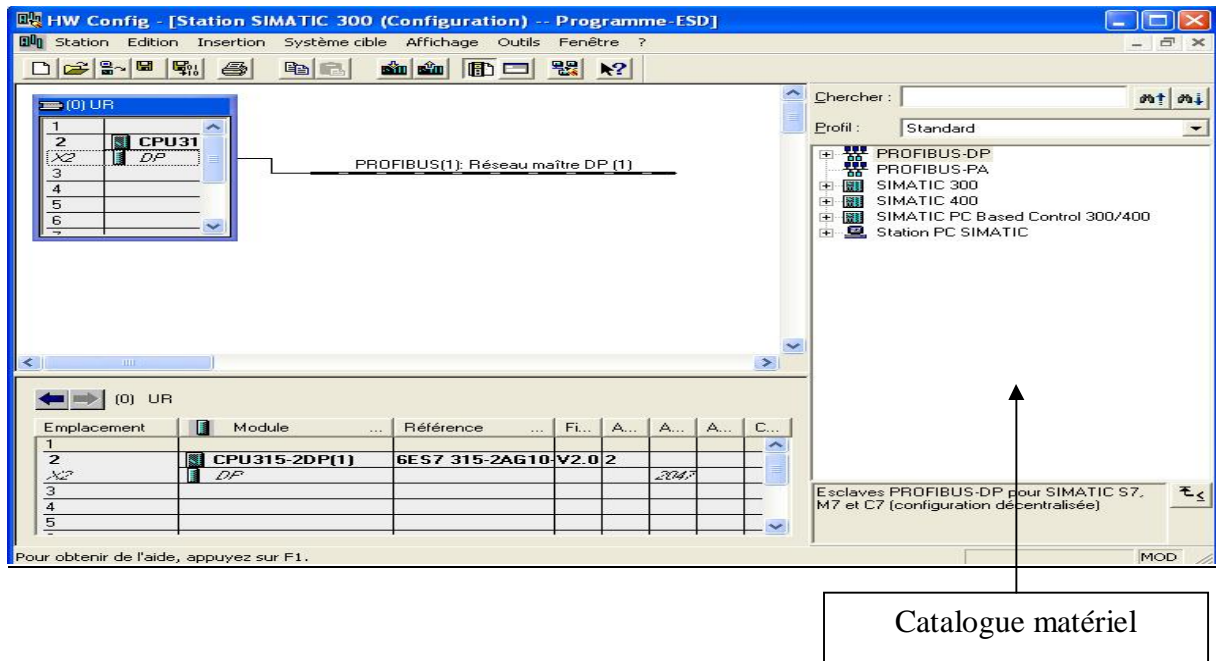 HW Config - [Station SIMATIC 300 (Configuration) -- Programme-ESD]
Station Edition Insertion Système cible Affichage Outils Fenêtre ?
(0) UR
1
2 CPU31
X2 DP
3
4
5
6
7
PROFIBUS(1): Réseau maître DP (1)
Chercher :
Profil : Standard
PROFIBUS-DP
PROFIBUS-PA
SIMATIC 300
SIMATIC 400
SIMATIC PC Based Control 300/400
Station PC SIMATIC
(0) UR
Emplacement Module ... Référence ... Fi... A... A... A... C...
1
2 CPU315-2DP(1) 6ES7 315-2AG10- V2.0 2
X2 DP 2047
3
4
5
Esclaves PROFIBUS-DP pour SIMATIC S7,
M7 et C7 (configuration décentralisée)
Pour obtenir de l'aide, appuyez sur F1.
MOD
Catalogue matériel